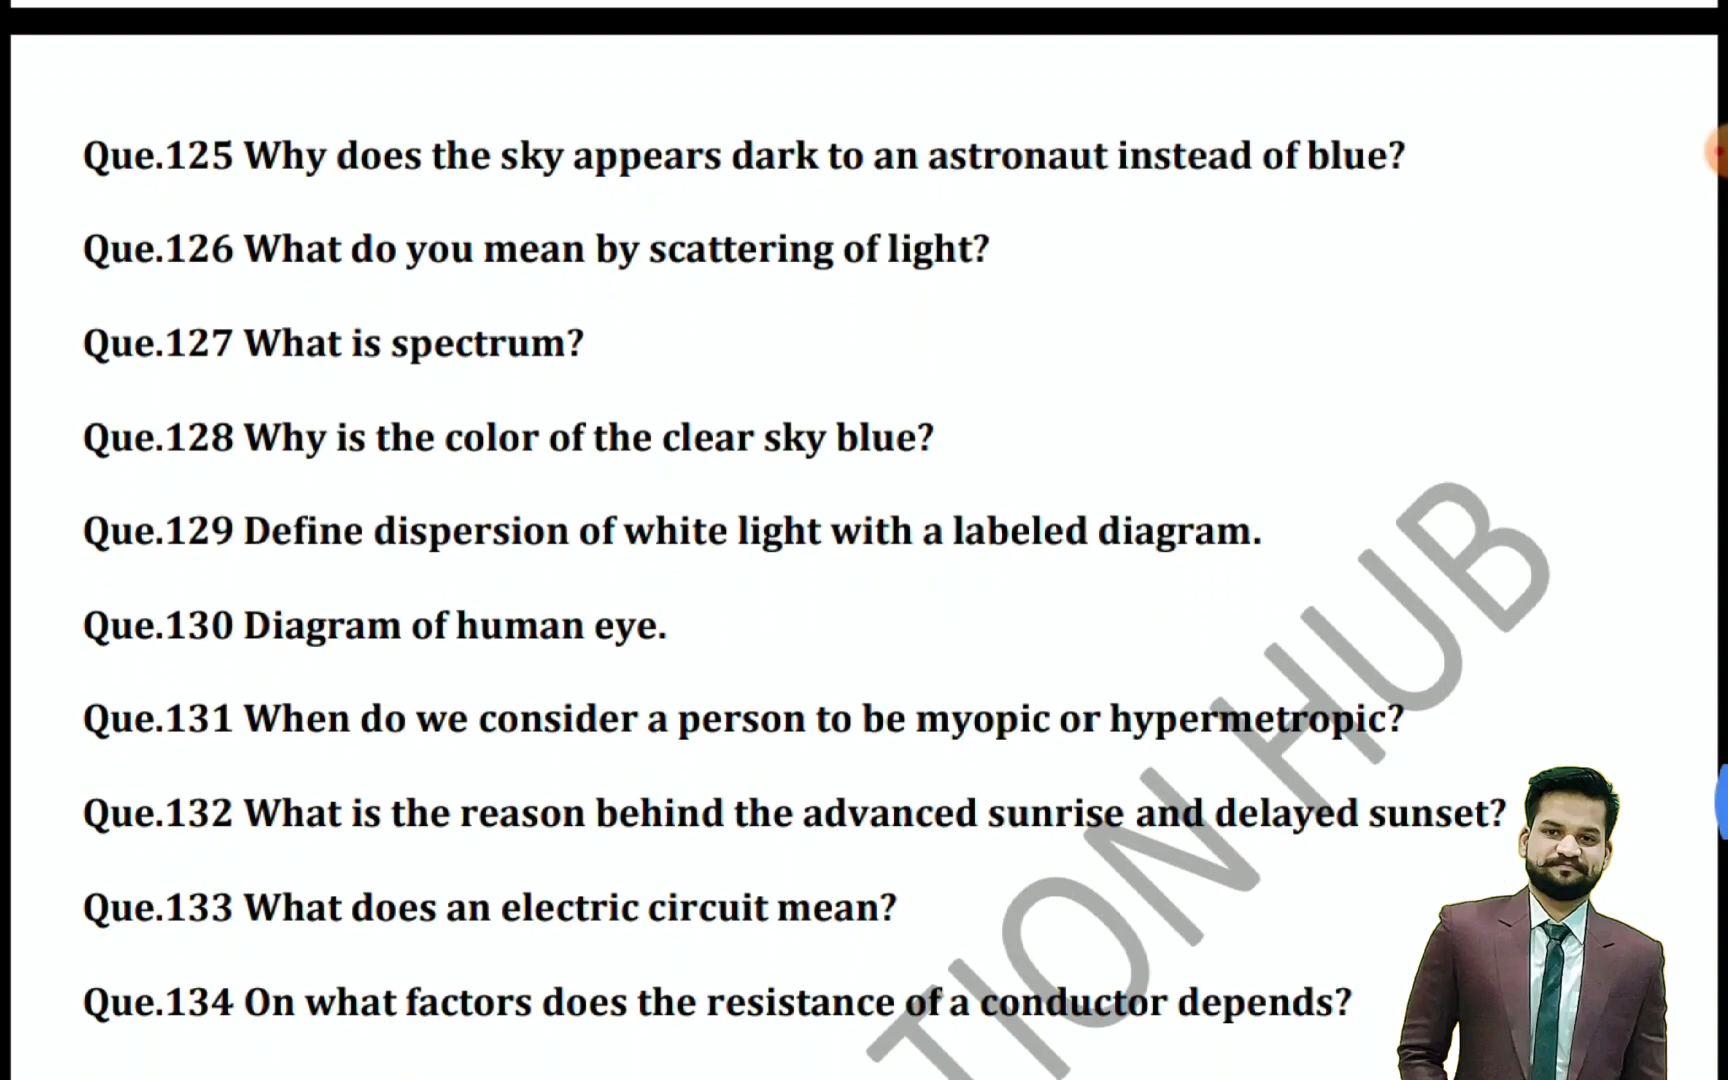 Que.125 Why does the sky appears dark to an astronaut instead of blue?
Que.126 What do you mean by scattering of light?
Que.127 What is spectrum?
Que.128 Why is the color of the clear sky blue?
Que.129 Define dispersion of white light with a labeled diagram.
Que.130 Diagram of human eye.
Que.131 When do we consider a person to be myopic or hypermetropic?
Que.132 What is the reason behind the advanced sunrise and delayed sunset?
Que.133 What does an electric circuit mean?
Que.134 On what factors does the resistance of a conductor depends?
TION HUB